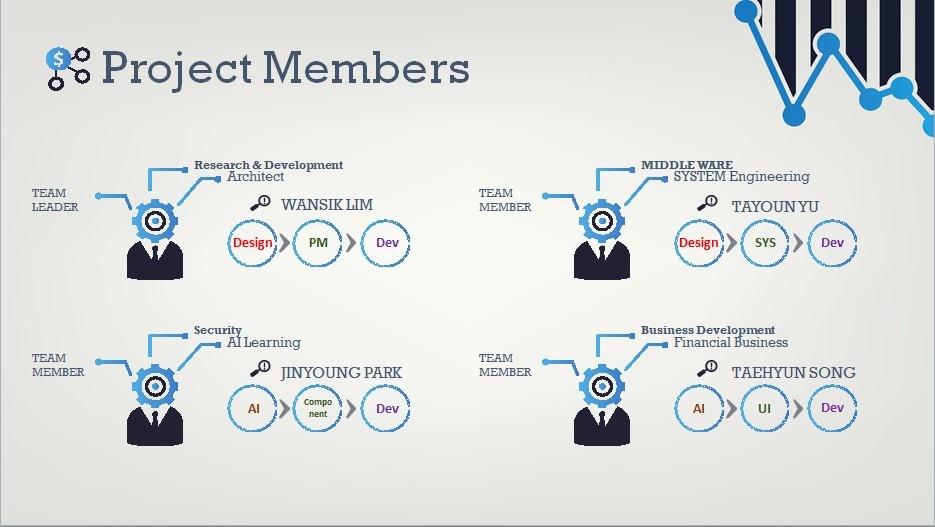 $
Project Members
Research & Development
Architect
TEAM
LEADER
WANSIK LIM
Design
PM
Dev
MIDDLE WARE
SYSTEM Engineering
TEAM
MEMBER
TAYOUN YU
Design
SYS
Dev
Security
AI Learning
TEAM
MEMBER
JINYOUNG PARK
AI
Compo
nent
Dev
Business Development
Financial Business
TEAM
MEMBER
TAEHYUN SONG
AI
UI
Dev